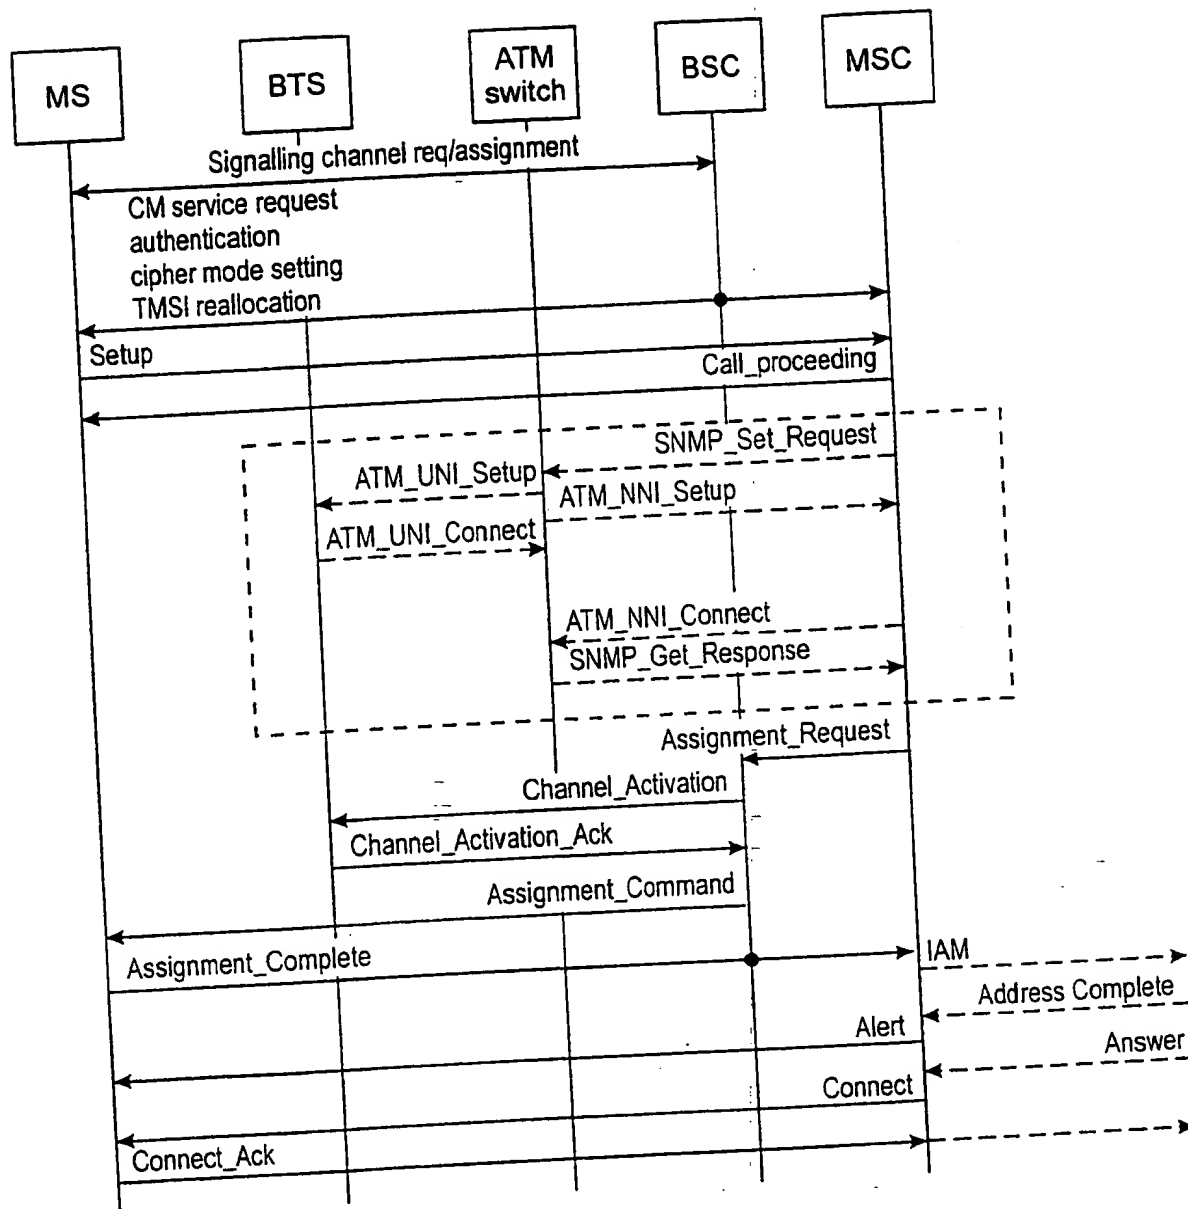 MS
BTS
ATM
switch
BSC
MSC
Signalling channel req/assignment
CM service request
authentication
cipher mode setting
TMSI reallocation
Setup
Call_proceeding
SNMP_Set_Request
ATM_UNI_Setup
ATM_NNI_Setup
ATM_UNI_Connect
ATM_NNI_Connect
SNMP_Get_Response
Assignment_Request
Channel_Activation
Channel_Activation_Ack
Assignment_Command
Assignment_Complete
IAM
Address Complete
Alert
Answer
Connect
Connect_Ack